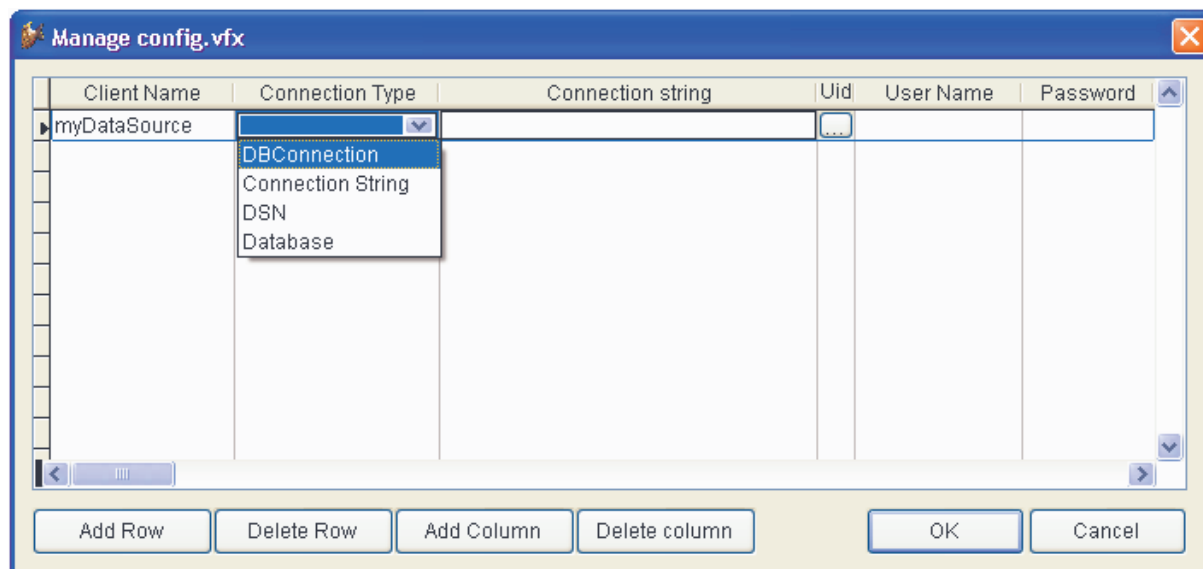 Manage config.vfx
Client Name Connection Type Connection string Uid User Name Password
myDataSource ...
DBConnection
Connection String
DSN
Database
Add Row Delete Row Add Column Delete column OK Cancel